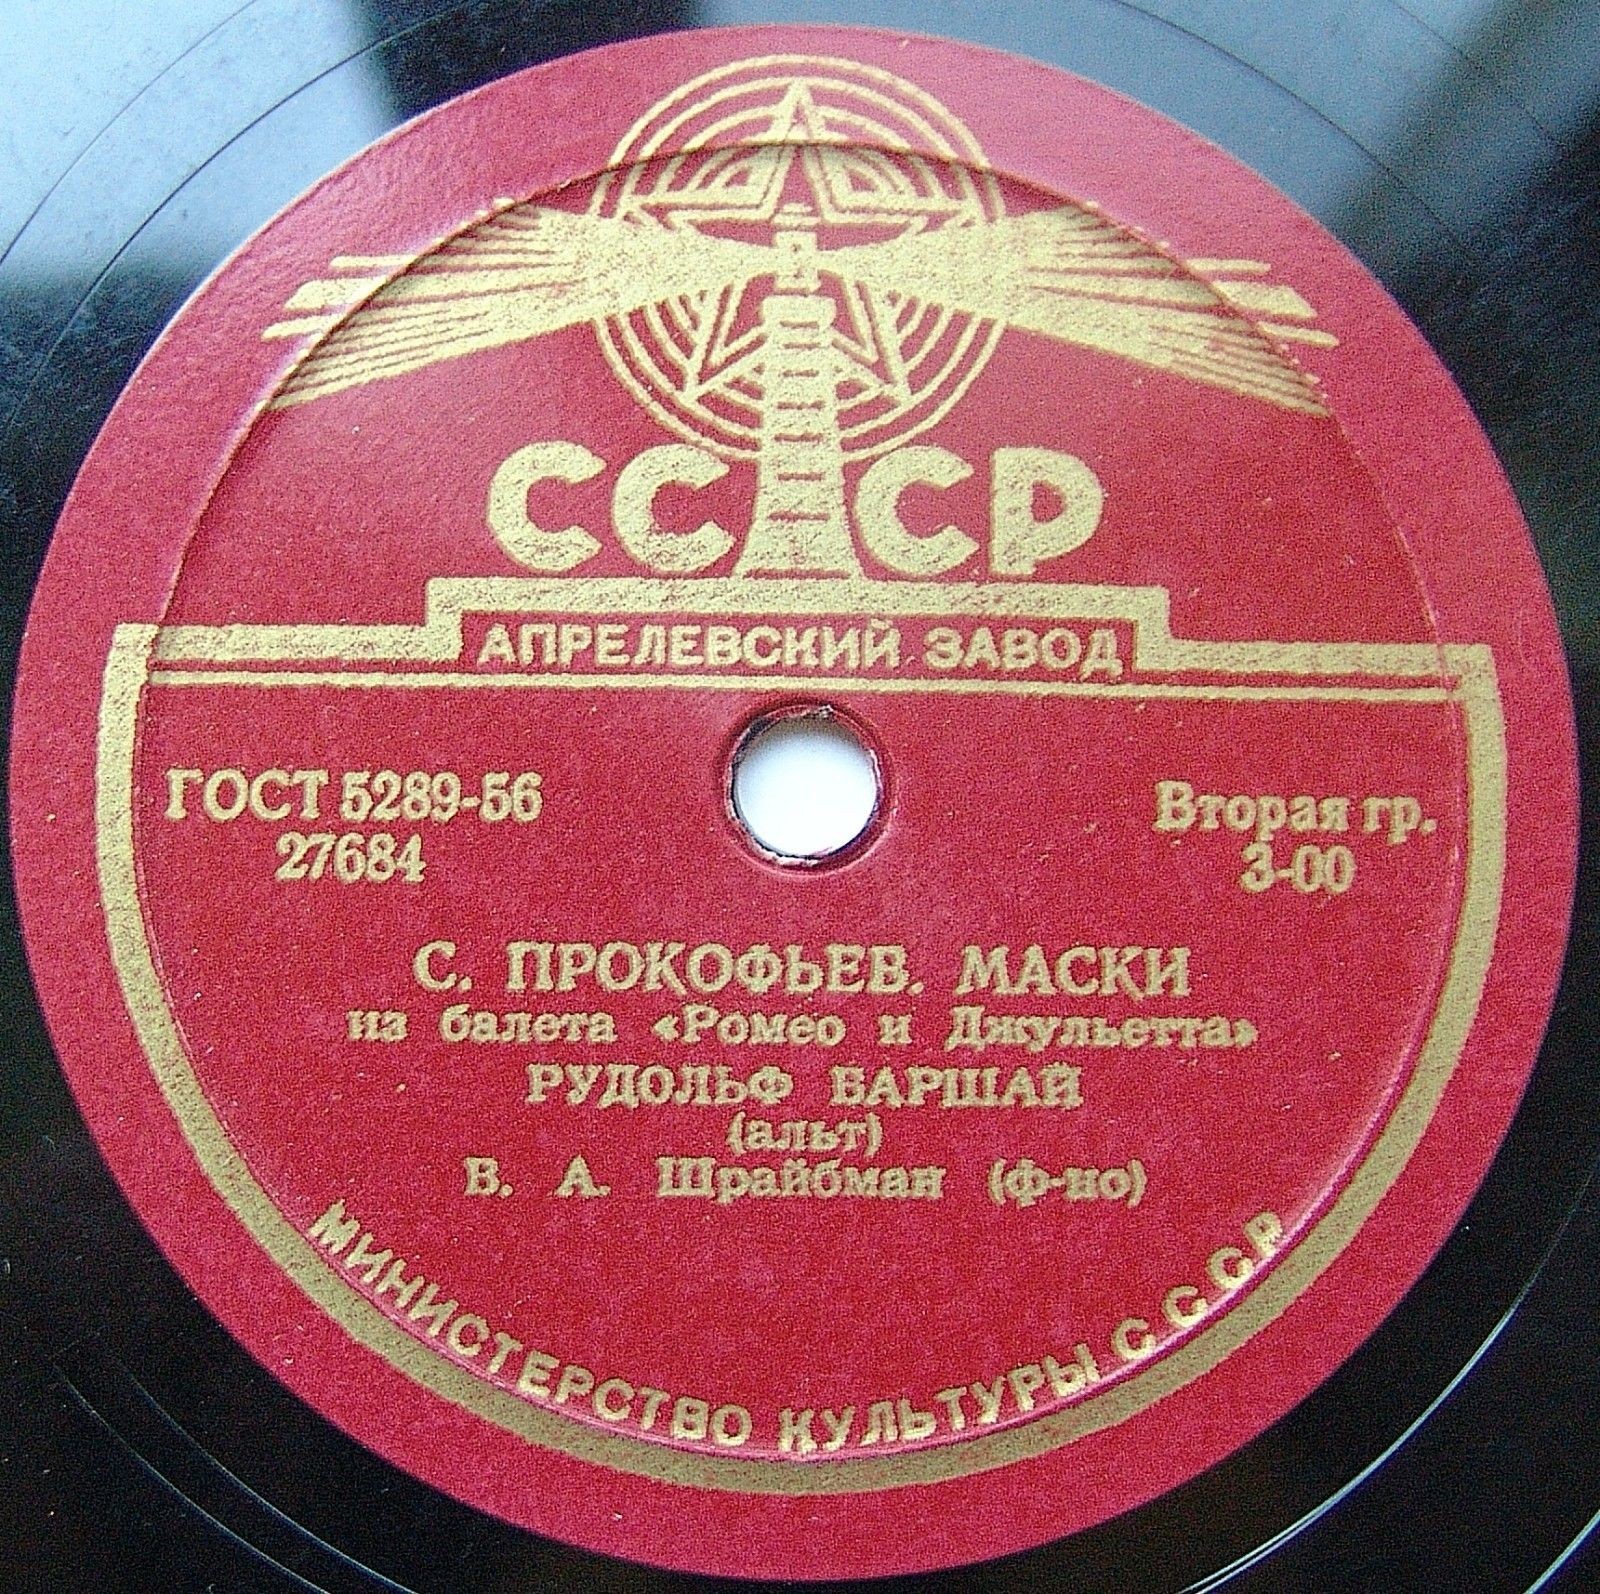 СССР
АПРЕЛЕВСКИЙ ЗАВОД
ГОСТ 5289-56
27684
Вторая гр.
3-00
С. ПРОКОФЬЕВ. МАСКИ
из балета «Ромео и Джульетта»
РУДОЛЬФ БАРШАЙ
(альт)
В. А. Шрайбман (ф-но)
МИНИСТЕРСТВО КУЛЬТУРЫ С.С.С.Р.